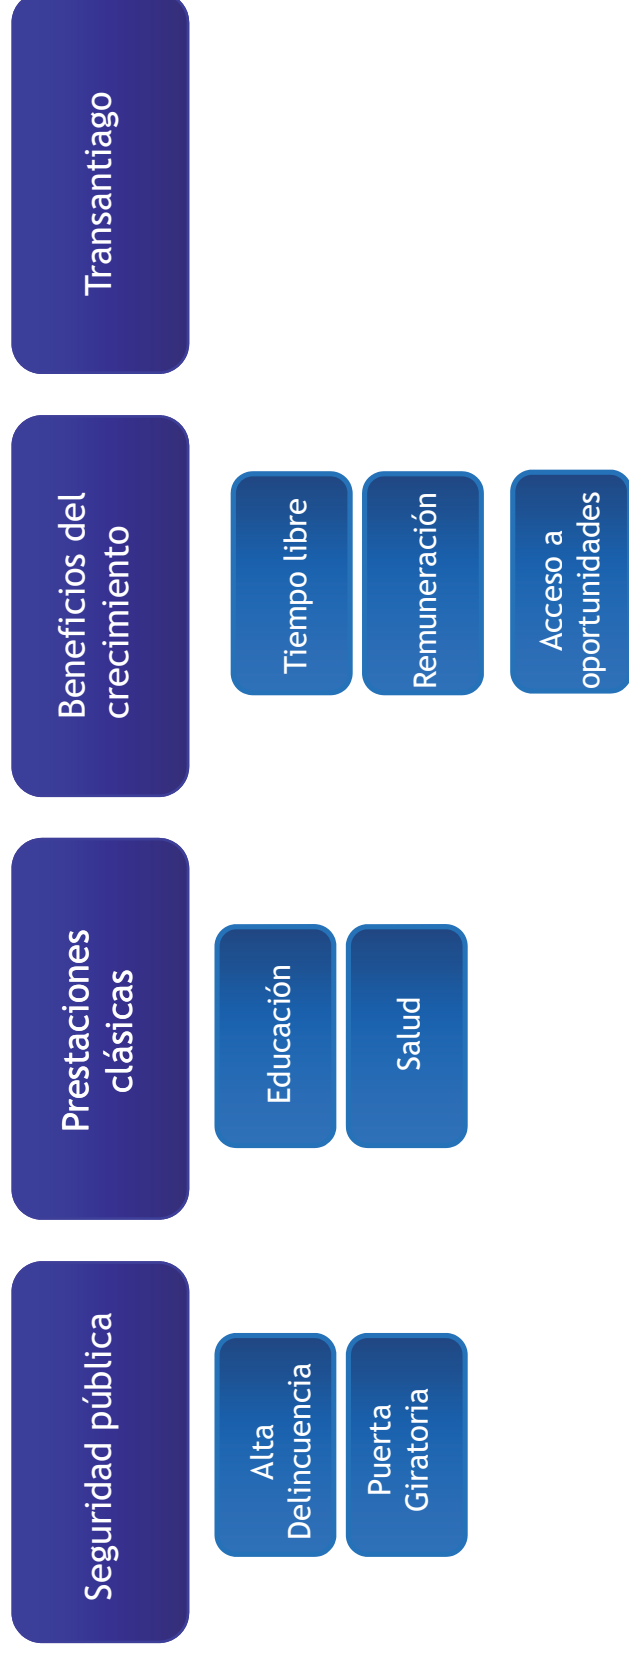 Seguridad pública
Prestaciones
clásicas
Beneficios del
crecimiento
Transantiago
Alta
Delincuencia
Puerta
Giratoria
Educación
Salud
Tiempo libre
Remuneración
Acceso a
oportunidades